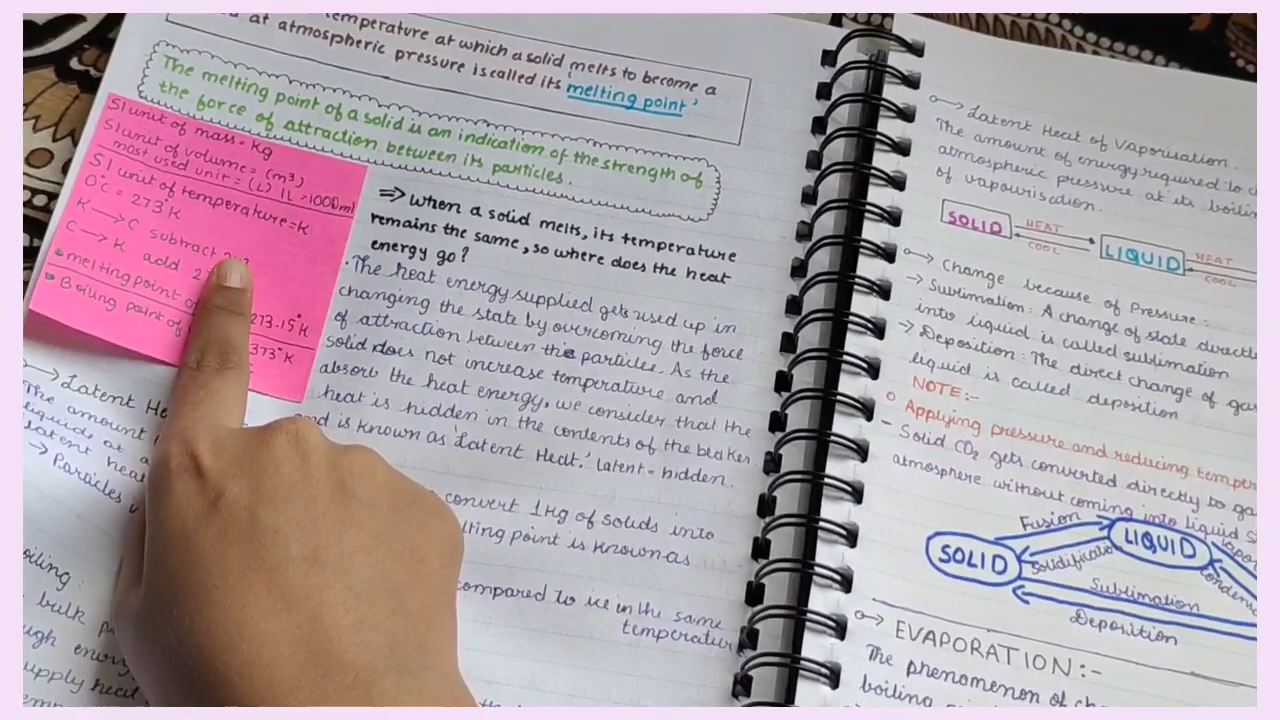 temperature at which a solid melts to become a
at atmospheric pressure is called its 'melting point'
The melting point of a solid is an indication of the strength of
the force of attraction between its particles.
SI unit of mass = Kg
SI unit of volume = (m³)
most used unit = (L) 1L = 1000ml
SI unit of temperature = K
0°C = 273°K
K → C subtract
C → K add
• melting point of 273.15°K
• Boiling point of 373°K
⇒ When a solid melts, its temperature
remains the same, so where does the heat
energy go?
• The heat energy supplied gets used up in
changing the state by overcoming the force
of attraction between the particles. As the
solid does not increase temperature and
absorb the heat energy, we consider that the
heat is hidden in the contents of the beaker
and is known as 'Latent Heat.' latent = hidden.
→ Latent
The amount
liquids at a
latent heat
→ Particles
convert 1Kg of solids into
point is known as
compared to ice in the same
temperature
bulk
supply heat
→ Latent Heat of Vaporisation.
The amount of energy required to
atmospheric pressure at its
of vapourisation.
SOLID HEAT COOL LIQUID HEAT COOL
→ Change because of Pressure:
→ Sublimation: A change of state directly
into liquid is called sublimation
→ Deposition: The direct change of
liquid is called deposition
NOTE:-
o Applying pressure and reducing
- Solid CO₂ gets converted directly to
atmosphere without coming into liquid
Fusion
SOLID LIQUID
Solidification
Sublimation
Deposition
→ EVAPORATION:-
The phenomenon of
boiling